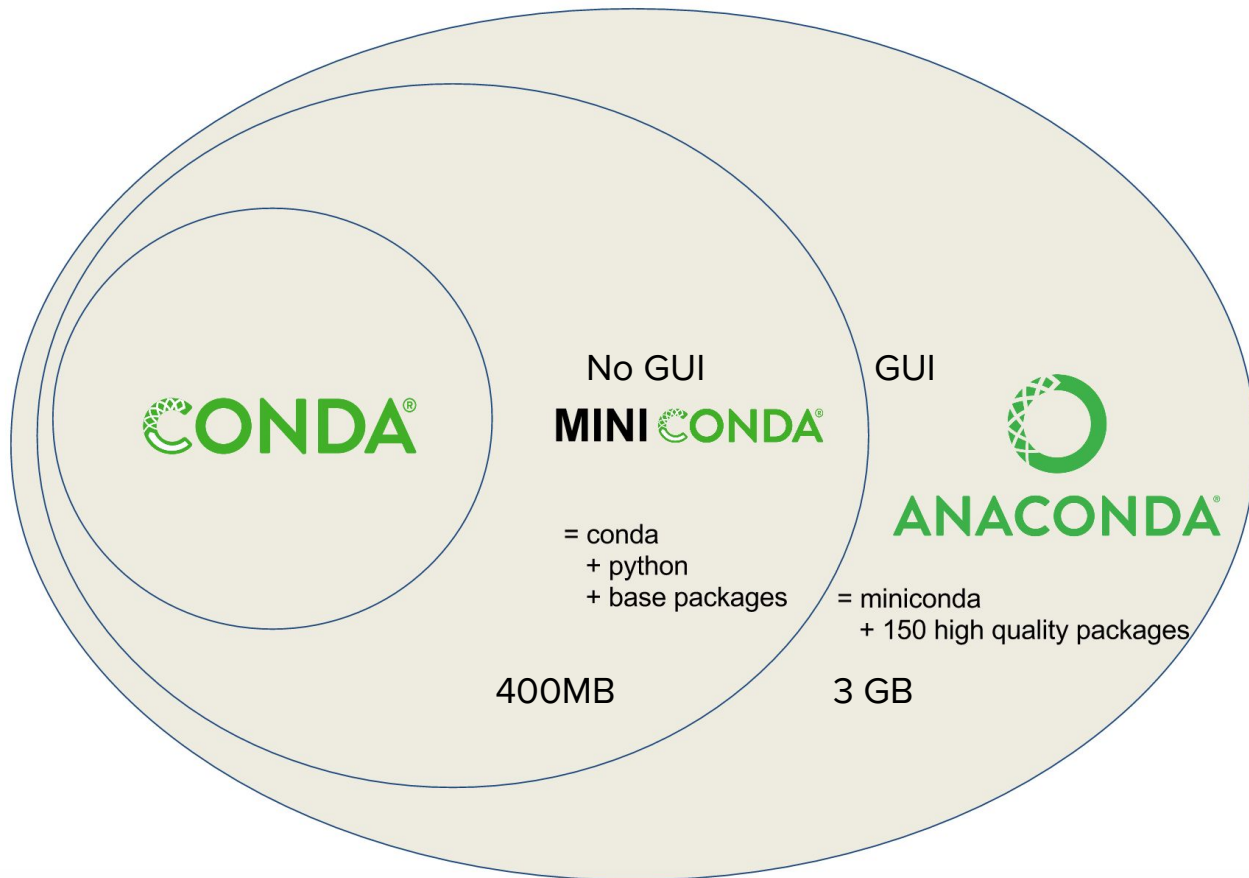 CONDA®
No GUI
MINI CONDA®
= conda
+ python
+ base packages
400MB
GUI
ANACONDA®
= miniconda
+ 150 high quality packages
3 GB